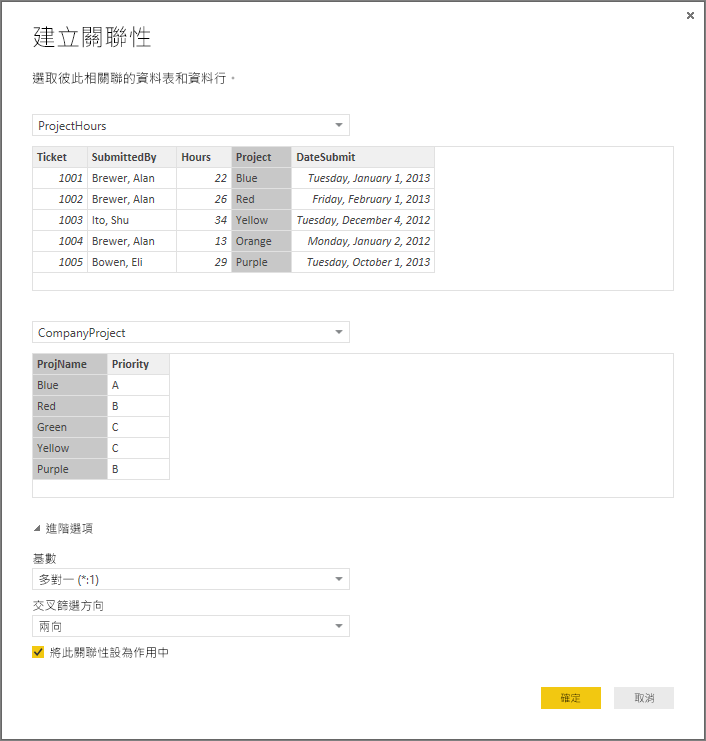 建立關聯性
選取彼此相關聯的資料表和資料行。
ProjectHours
Ticket SubmittedBy Hours Project DateSubmit
1001 Brewer, Alan 22 Blue Tuesday, January 1, 2013
1002 Brewer, Alan 26 Red Friday, February 1, 2013
1003 Ito, Shu 34 Yellow Tuesday, December 4, 2012
1004 Brewer, Alan 13 Orange Monday, January 2, 2012
1005 Bowen, Eli 29 Purple Tuesday, October 1, 2013
CompanyProject
ProjName Priority
Blue A
Red B
Green C
Yellow C
Purple B
進階選項
基數
多對一 (*:1)
交叉篩選方向
兩向
將此關聯性設為作用中
確定 取消